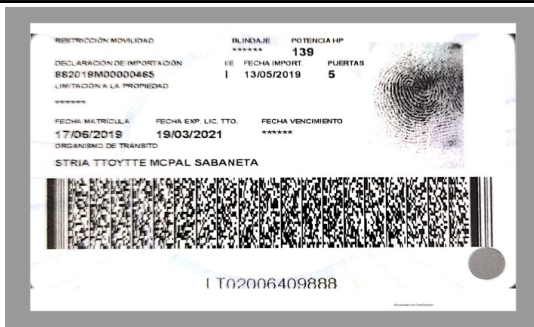 RESTRICCIÓN MOVILIDAD BLINDAJE POTENCIA HP
****** 139
DECLARACIÓN DE IMPORTACIÓN I/E FECHA IMPORT. PUERTAS
882019M00000465 I 13/05/2019 5
LIMITACIÓN A LA PROPIEDAD
******
FECHA MATRÍCULA FECHA EXP. LIC. TTO. FECHA VENCIMIENTO
17/06/2019 19/03/2021 ******
ORGANISMO DE TRÁNSITO
STRIA TTOYTTE MCPAL SABANETA
LT02006409888